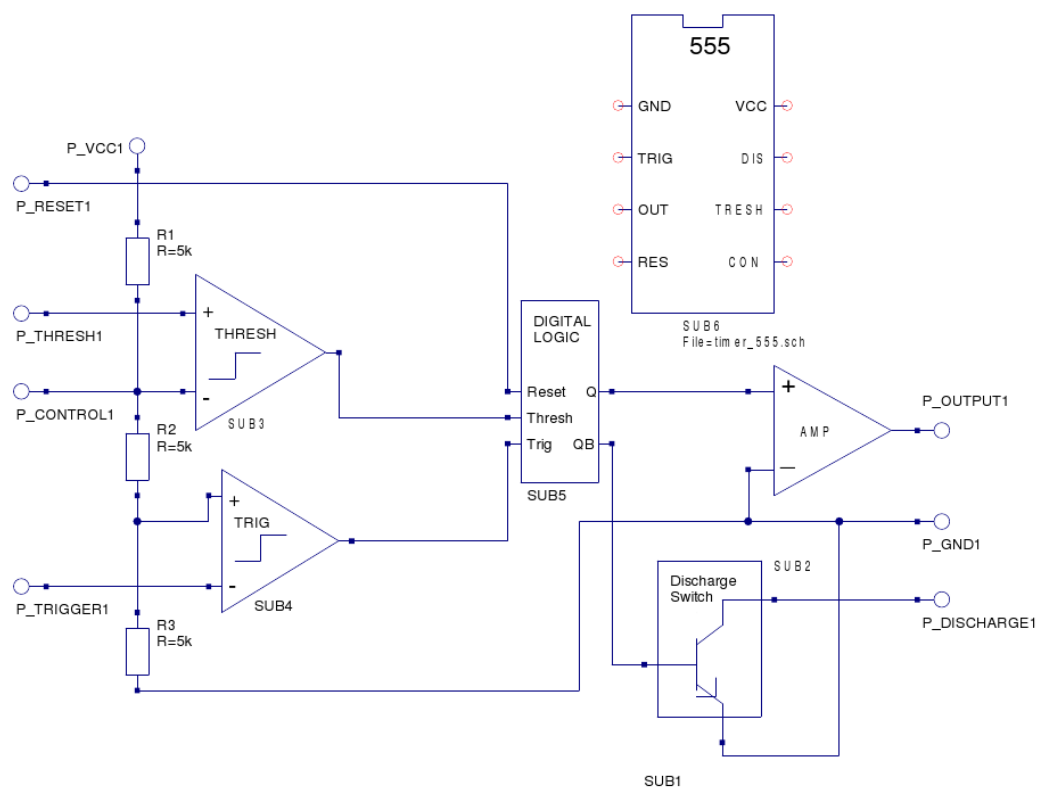 555
GND
VCC
TRIG
DIS
OUT
TRESH
RES
CON
SUB6
File=timer_555.sch
P_VCC1
P_RESET1
R1
R=5k
P_THRESH1
+
THRESH
-
SUB3
P_CONTROL1
R2
R=5k
+
TRIG
-
SUB4
P_TRIGGER1
R3
R=5k
DIGITAL
LOGIC
Reset Q
Thresh
Trig QB
SUB5
+
AMP
—
P_OUTPUT1
P_GND1
SUB2
Discharge
Switch
P_DISCHARGE1
SUB1